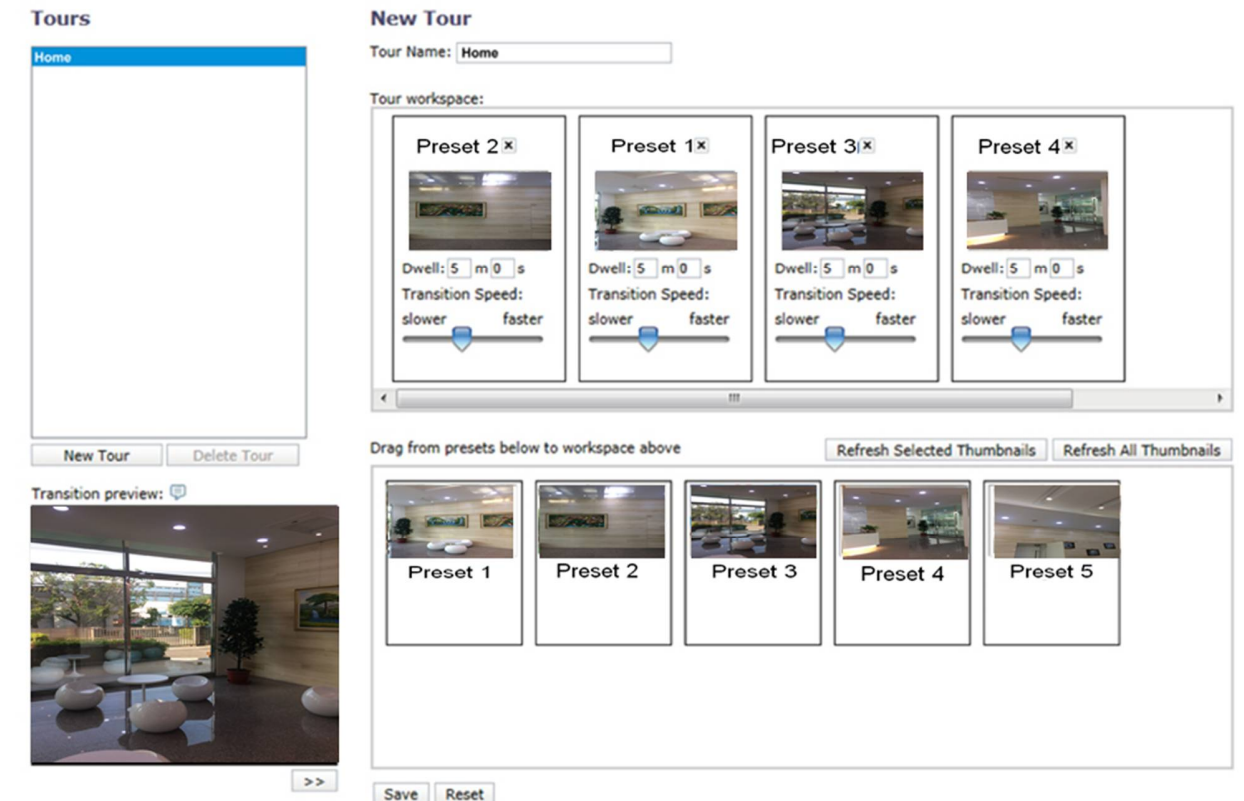 Tours
Home
New Tour
Delete Tour
Transition preview:
>>
New Tour
Tour Name: Home
Tour workspace:
Preset 2 x
Dwell: 5 m 0 s
Transition Speed:
slower faster
Preset 1 x
Dwell: 5 m 0 s
Transition Speed:
slower faster
Preset 3 x
Dwell: 5 m 0 s
Transition Speed:
slower faster
Preset 4 x
Dwell: 5 m 0 s
Transition Speed:
slower faster
Drag from presets below to workspace above
Refresh Selected Thumbnails
Refresh All Thumbnails
Preset 1
Preset 2
Preset 3
Preset 4
Preset 5
Save
Reset